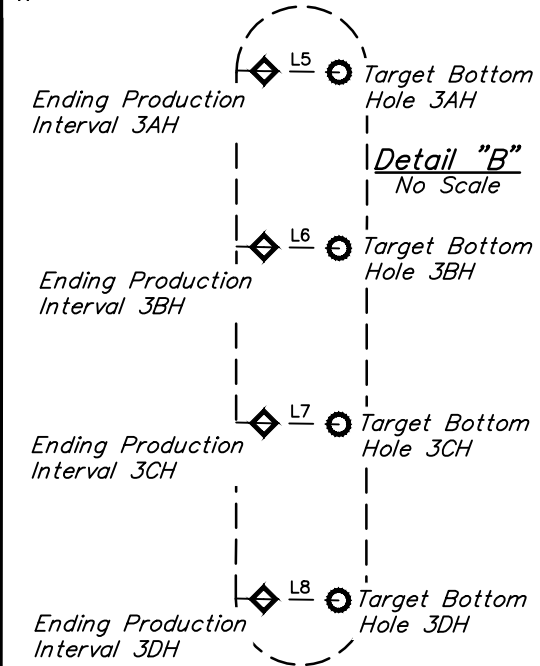 L5
Target Bottom
Hole 3AH
Ending Production
Interval 3AH
Detail "B"
No Scale
L6
Target Bottom
Hole 3BH
Ending Production
Interval 3BH
L7
Target Bottom
Hole 3CH
Ending Production
Interval 3CH
L8
Target Bottom
Hole 3DH
Ending Production
Interval 3DH